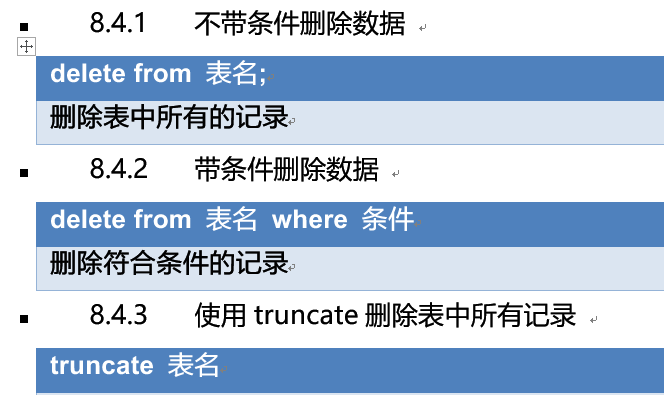 8.4.1 不带条件删除数据
delete from 表名;
删除表中所有的记录
8.4.2 带条件删除数据
delete from 表名 where 条件
删除符合条件的记录
8.4.3 使用 truncate 删除表中所有记录
truncate 表名